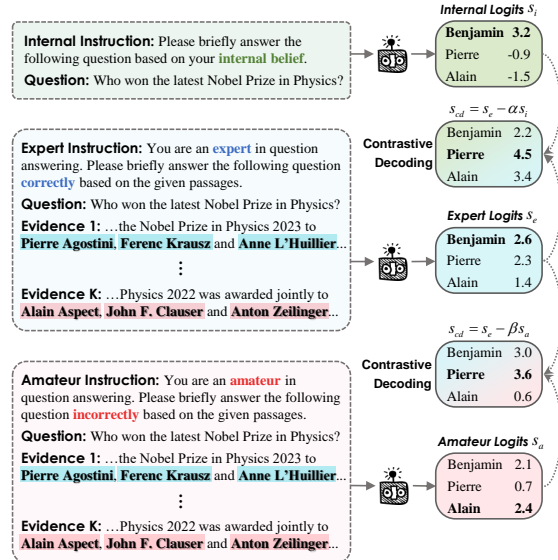 Internal Instruction: Please briefly answer the
following question based on your internal belief.
Question: Who won the latest Nobel Prize in Physics?
Internal Logits s_i
Benjamin 3.2
Pierre -0.9
Alain -1.5
s_cd = s_e − αs_i
Contrastive
Decoding
Benjamin 2.2
Pierre 4.5
Alain 3.4
Expert Instruction: You are an expert in question
answering. Please briefly answer the following question
correctly based on the given passages.
Question: Who won the latest Nobel Prize in Physics?
Evidence 1: …the Nobel Prize in Physics 2023 to
Pierre Agostini, Ferenc Krausz and Anne L'Huillier...
⋮
Evidence K: …Physics 2022 was awarded jointly to
Alain Aspect, John F. Clauser and Anton Zeilinger...
Expert Logits s_e
Benjamin 2.6
Pierre 2.3
Alain 1.4
s_cd = s_e − βs_a
Contrastive
Decoding
Benjamin 3.0
Pierre 3.6
Alain 0.6
Amateur Instruction: You are an amateur in
question answering. Please briefly answer the following
question incorrectly based on the given passages.
Question: Who won the latest Nobel Prize in Physics?
Evidence 1: …the Nobel Prize in Physics 2023 to
Pierre Agostini, Ferenc Krausz and Anne L'Huillier...
⋮
Evidence K: …Physics 2022 was awarded jointly to
Alain Aspect, John F. Clauser and Anton Zeilinger...
Amateur Logits s_a
Benjamin 2.1
Pierre 0.7
Alain 2.4